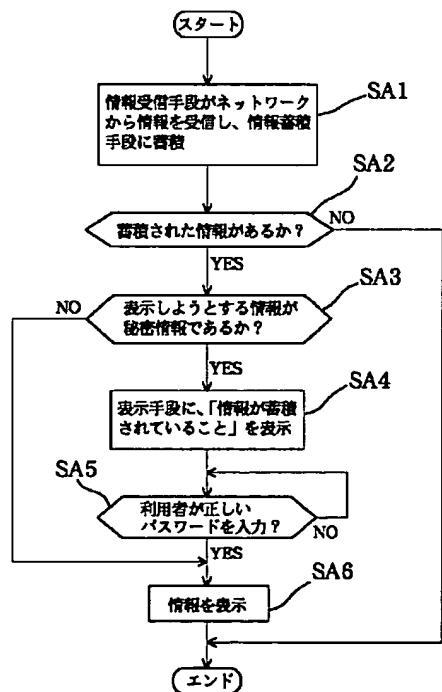 スタート
SA1
情報受信手段がネットワーク
から情報を受信し、情報蓄積
手段に蓄積
SA2
蓄積された情報があるか？
NO
YES
SA3
NO
表示しようとする情報が
秘密情報であるか？
YES
SA4
表示手段に、「情報が蓄積
されていること」を表示
SA5
利用者が正しい
パスワードを入力？
NO
YES
SA6
情報を表示
エンド